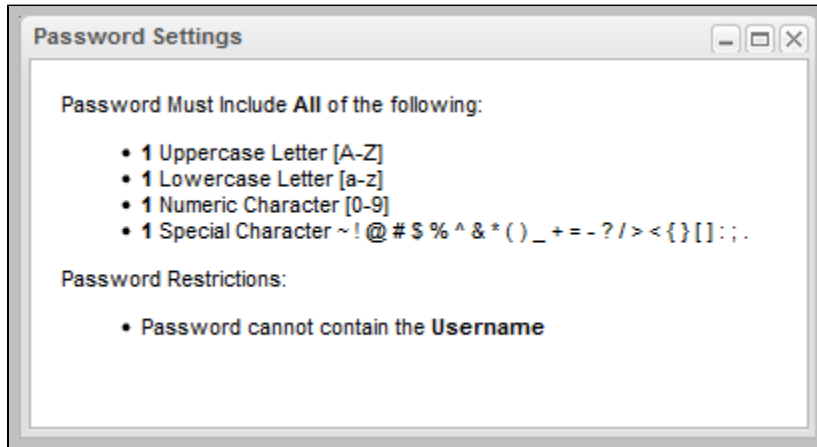 Password Settings
Password Must Include All of the following:
• 1 Uppercase Letter [A-Z]
• 1 Lowercase Letter [a-z]
• 1 Numeric Character [0-9]
• 1 Special Character ~ ! @ # $ % ^ & * ( ) _ + = - ? / > < { } [ ] : ; .
Password Restrictions:
• Password cannot contain the Username